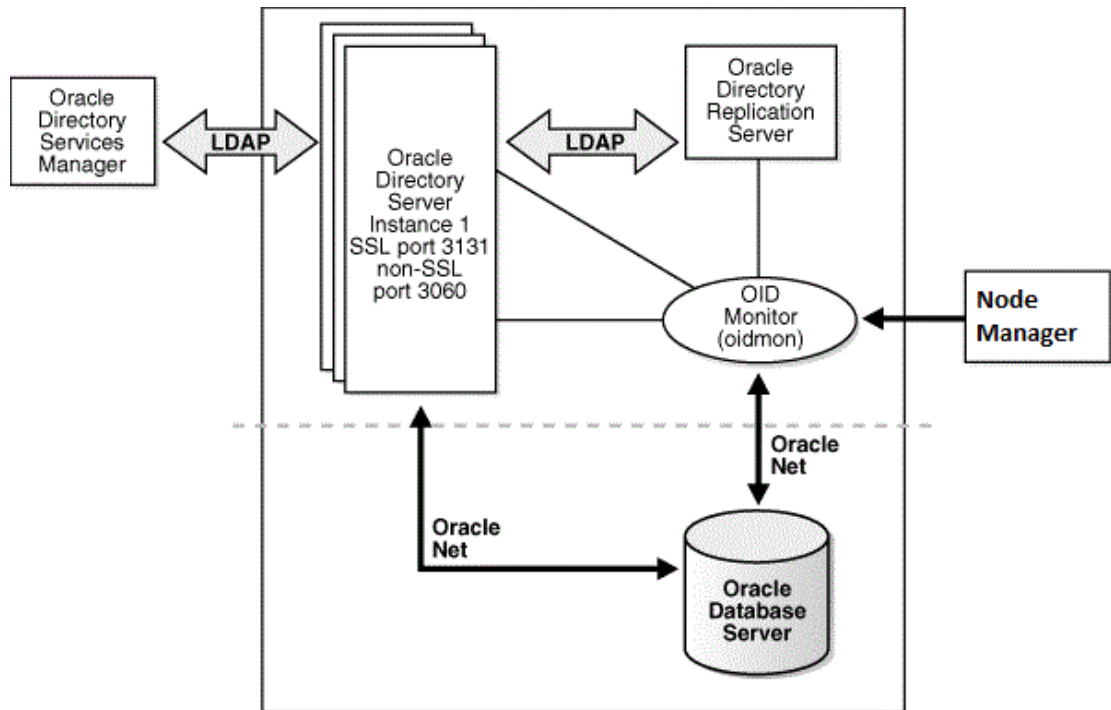 Oracle
Directory
Services
Manager
LDAP
Oracle
Directory
Server
Instance 1
SSL port 3131
non-SSL
port 3060
LDAP
Oracle
Directory
Replication
Server
OID
Monitor
(oidmon)
Node
Manager
Oracle
Net
Oracle
Net
Oracle
Database
Server